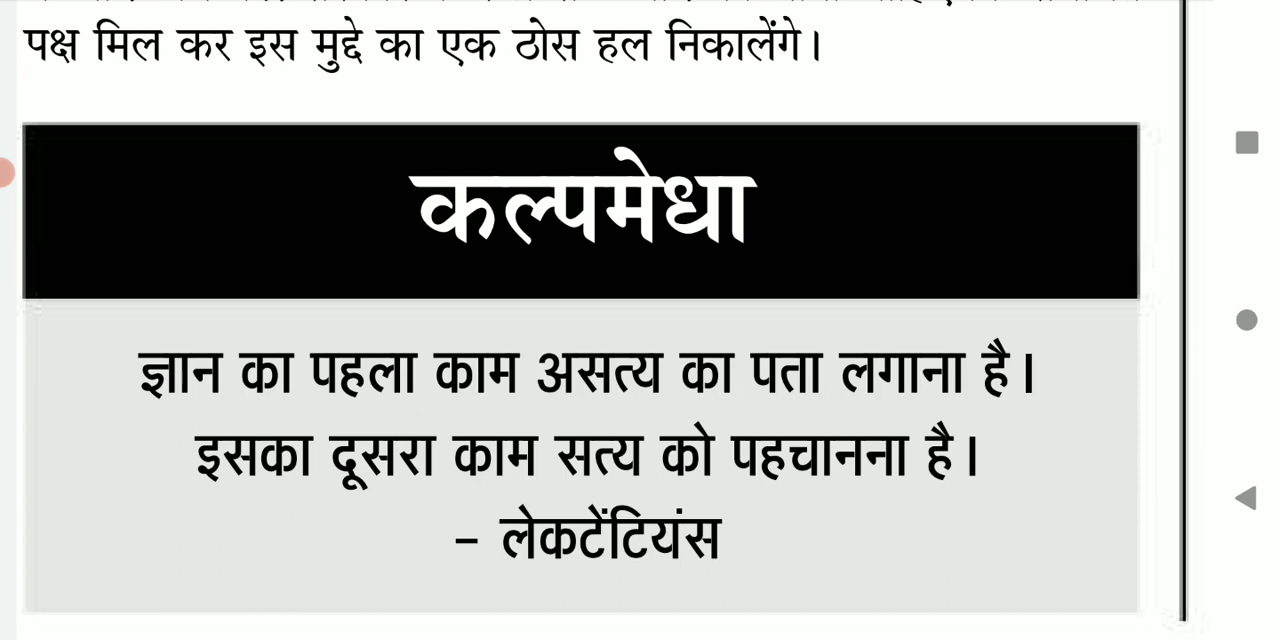 पक्ष मिल कर इस मुद्दे का एक ठोस हल निकालेंगे।
कल्पमेधा
ज्ञान का पहला काम असत्य का पता लगाना है।
इसका दूसरा काम सत्य को पहचानना है।
- लेकटेंटियंस